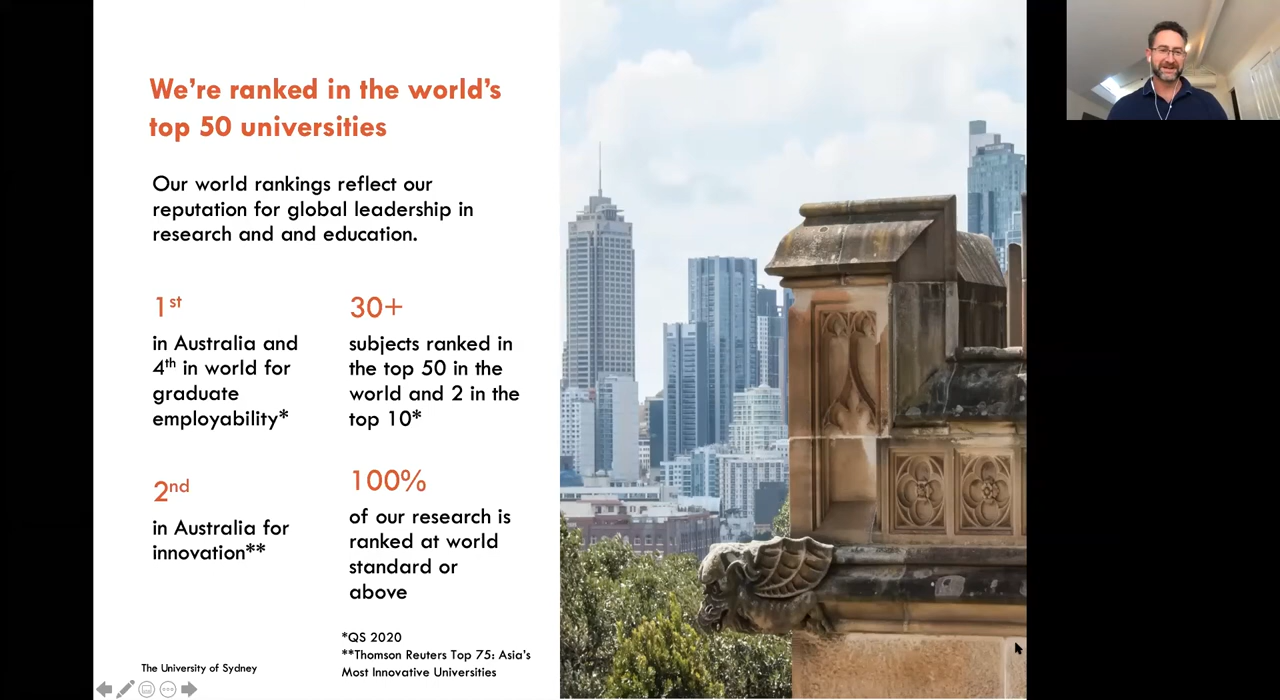 We're ranked in the world's
top 50 universities
Our world rankings reflect our
reputation for global leadership in
research and and education.
1st
in Australia and
4th in world for
graduate
employability*
30+
subjects ranked in
the top 50 in the
world and 2 in the
top 10*
2nd
in Australia for
innovation**
100%
of our research is
ranked at world
standard or
above
*QS 2020
**Thomson Reuters Top 75: Asia's
Most Innovative Universities
The University of Sydney